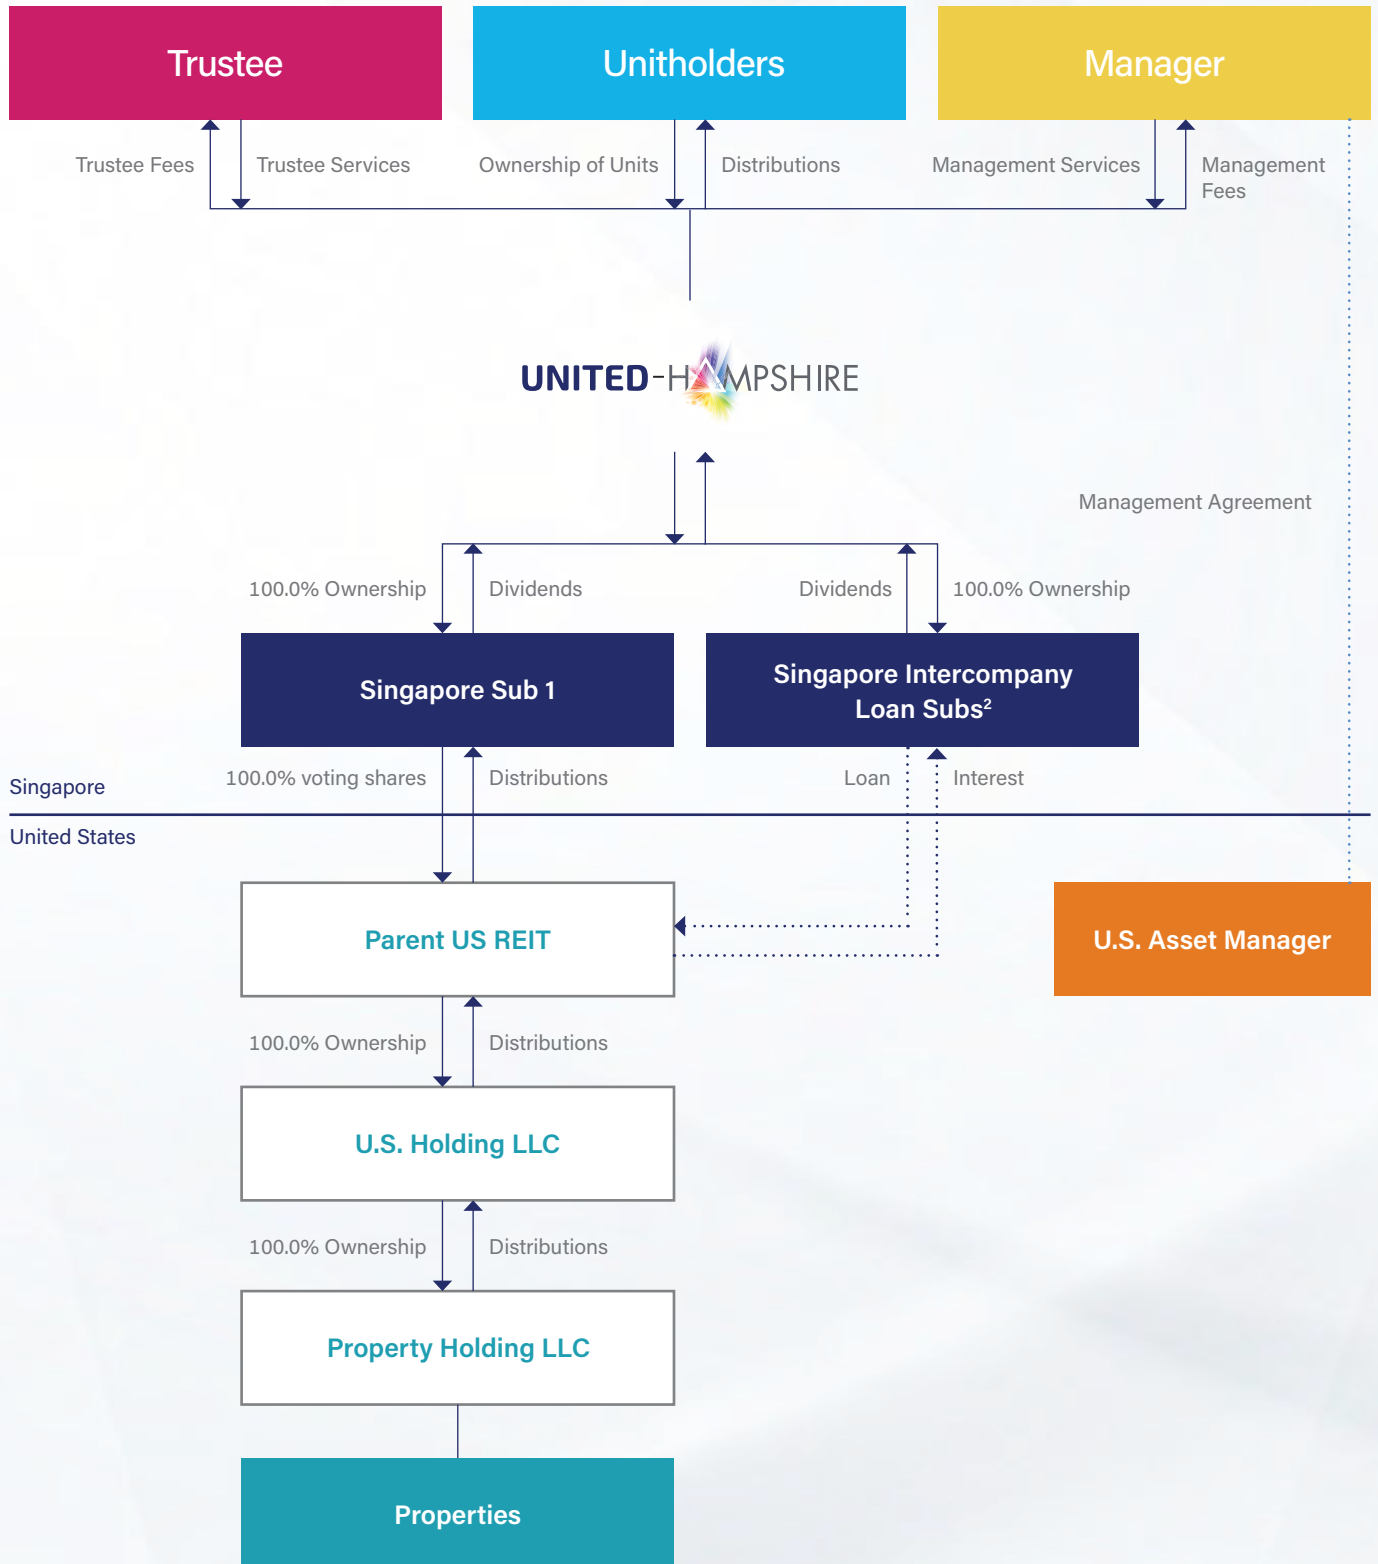 Trustee
Unitholders
Manager
Trustee Fees
Trustee Services
Ownership of Units
Distributions
Management Services
Management
Fees
UNITED-HAMPSHIRE
Management Agreement
100.0% Ownership
Dividends
Dividends
100.0% Ownership
Singapore Sub 1
Singapore Intercompany
Loan Subs²
100.0% voting shares
Distributions
Loan
Interest
Singapore
United States
Parent US REIT
U.S. Asset Manager
100.0% Ownership
Distributions
U.S. Holding LLC
100.0% Ownership
Distributions
Property Holding LLC
Properties